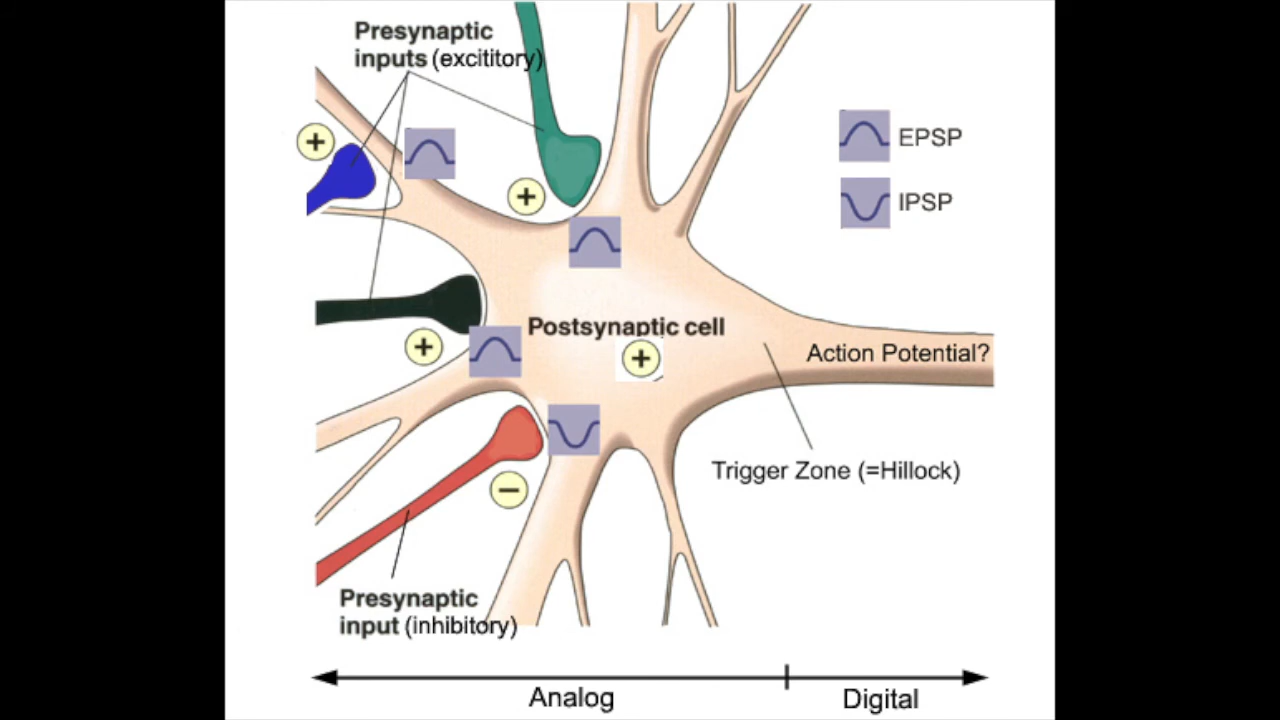 Presynaptic
inputs (excititory)
+
+
EPSP
IPSP
Postsynaptic cell
+
+
Action Potential?
Trigger Zone (=Hillock)
−
Presynaptic
input (inhibitory)
Analog
Digital